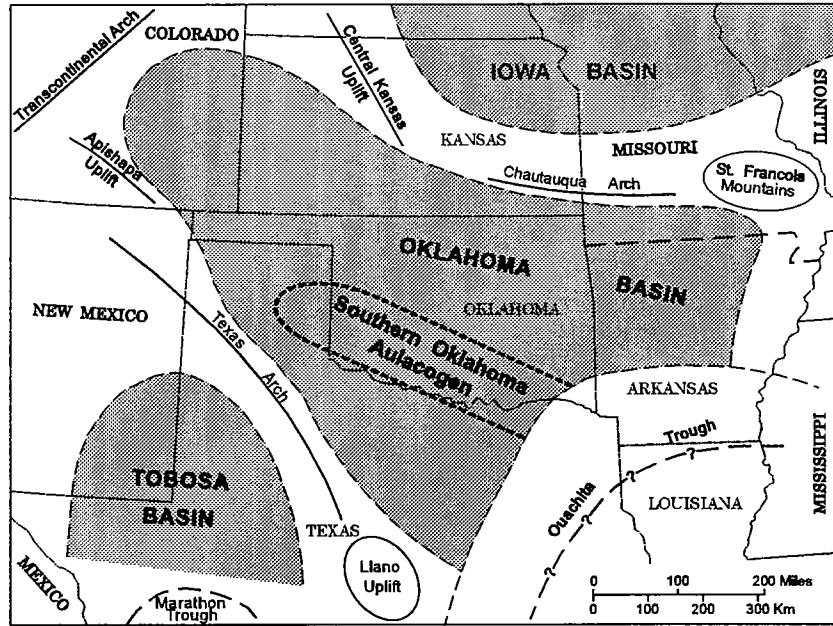 Transcontinental Arch
COLORADO
Central Kansas
Uplift
IOWA BASIN
ILLINOIS
Apishapa
Uplift
KANSAS
MISSOURI
St. Francois
Mountains
Chautauqua Arch
OKLAHOMA
BASIN
NEW MEXICO
Texas Arch
OKLAHOMA
Southern Oklahoma
Aulacogen
ARKANSAS
Trough
MISSISSIPPI
TOBOSA
BASIN
TEXAS
Ouachita
? ? ? ? ?
LOUISIANA
Llano
Uplift
MEXICO
Marathon
Trough
0 100 200 Miles
0 100 200 300 Km